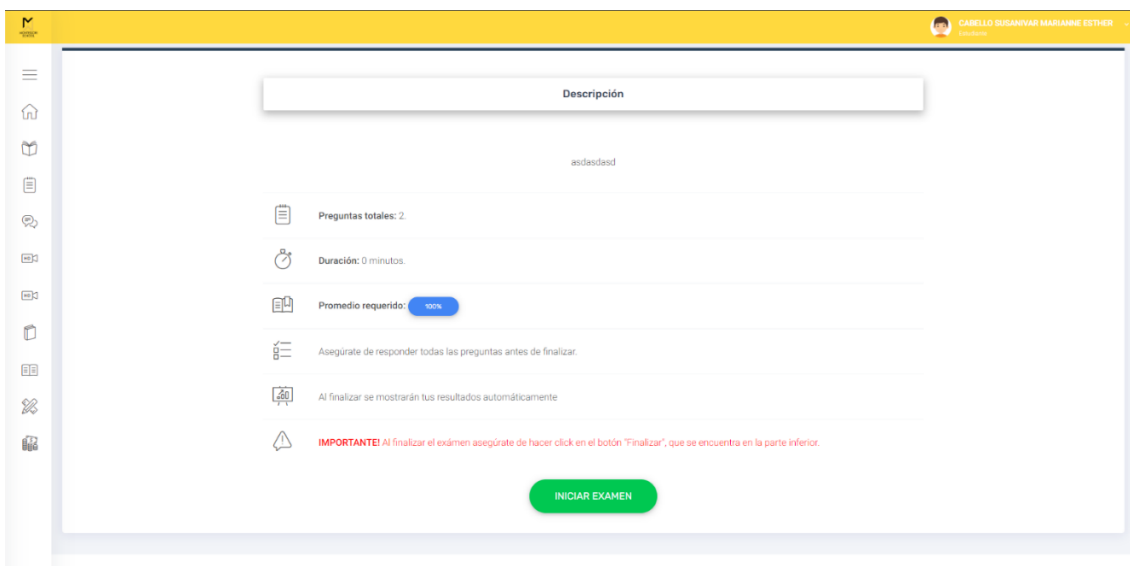 CABELLO SUSANIVAR MARIANNE ESTHER
Descripción
asdasdasd
Preguntas totales: 2.
Duración: 0 minutos.
Promedio requerido: 100%
Asegúrate de responder todas las preguntas antes de finalizar.
Al finalizar se mostrarán tus resultados automáticamente
IMPORTANTE! Al finalizar el exámen asegúrate de hacer click en el botón "Finalizar", que se encuentra en la parte inferior.
INICIAR EXAMEN